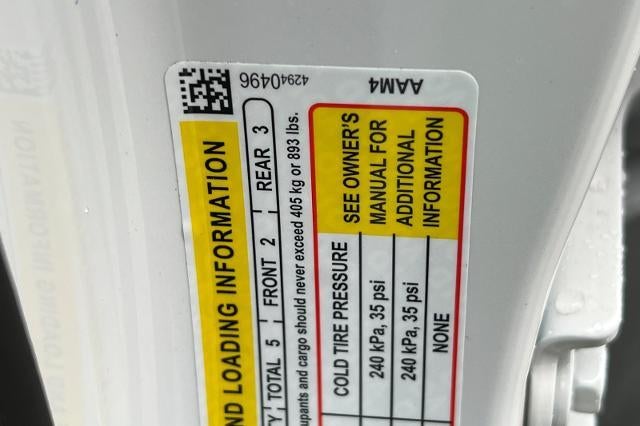 42940496
AAM4
ND LOADING INFORMATION
TY TOTAL 5 FRONT 2 REAR 3
upants and cargo should never exceed 405 kg or 893 lbs.
COLD TIRE PRESSURE
SEE OWNER'S
MANUAL FOR
ADDITIONAL
INFORMATION
240 kPa, 35 psi
240 kPa, 35 psi
NONE